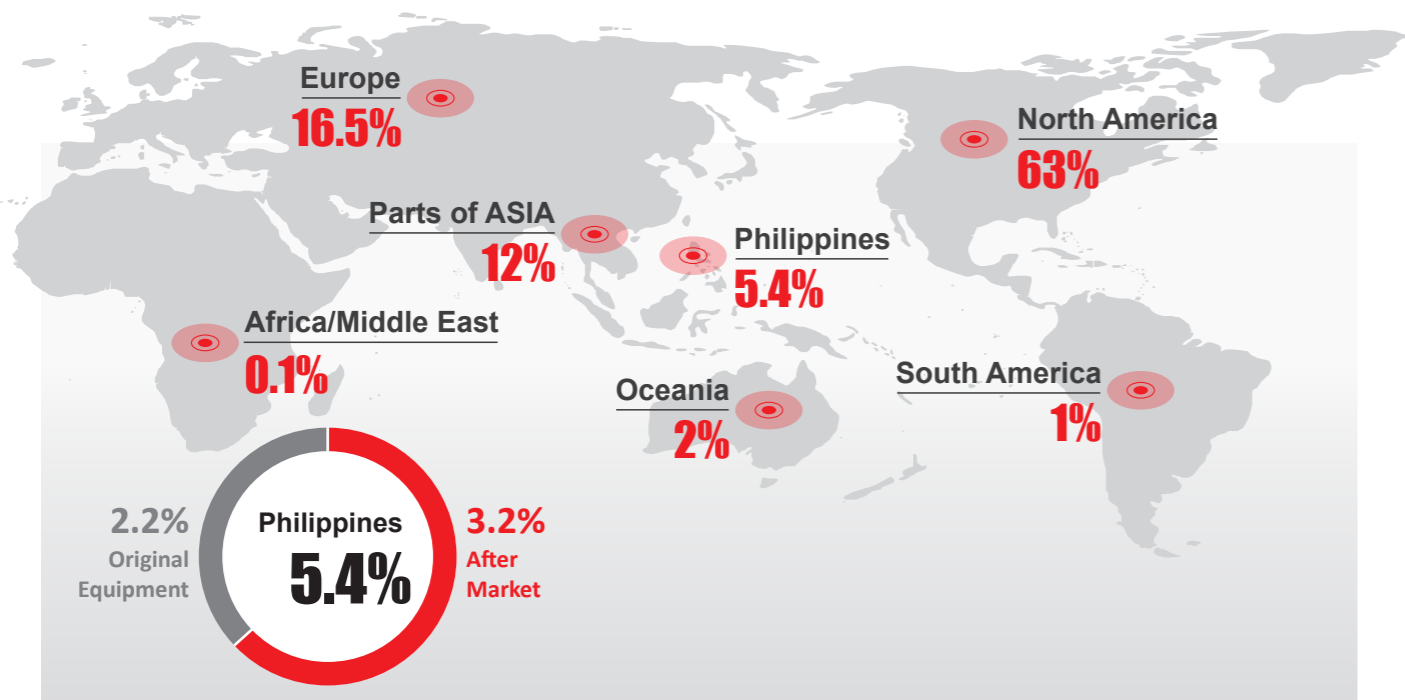 Europe
16.5%
North America
63%
Parts of ASIA
12%
Philippines
5.4%
Africa/Middle East
0.1%
Oceania
2%
South America
1%
2.2%
Original
Equipment
Philippines
5.4%
3.2%
After
Market